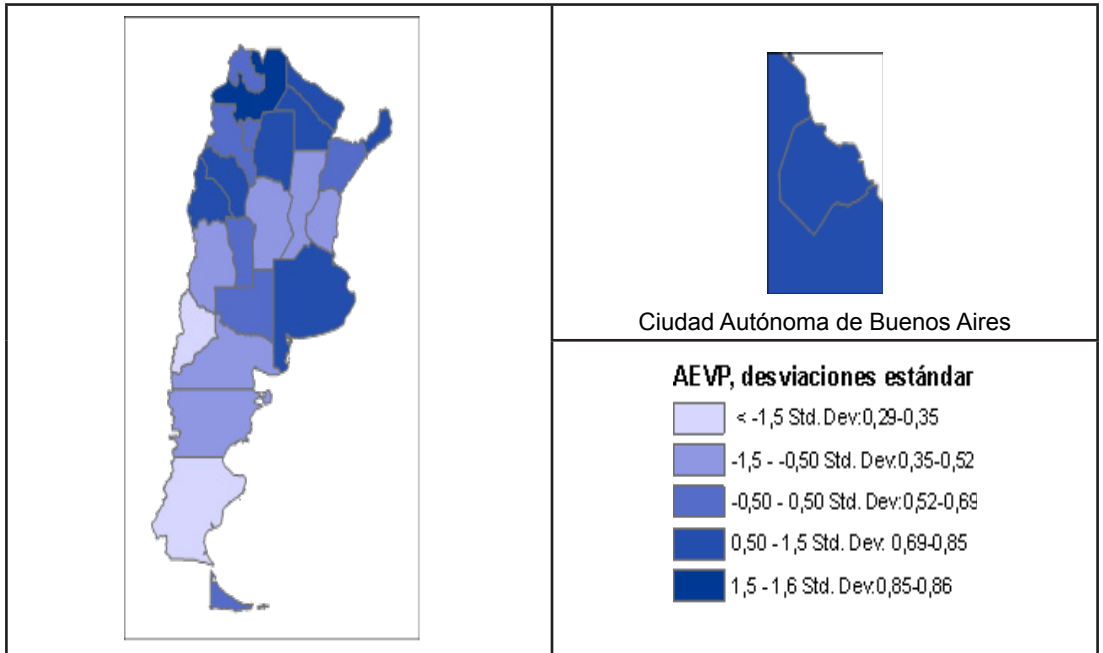 Ciudad Autónoma de Buenos Aires
AEVP, desviaciones estándar
< -1,5 Std. Dev:0,29-0,35
-1,5 - -0,50 Std. Dev:0,35-0,52
-0,50 - 0,50 Std. Dev:0,52-0,69
0,50 - 1,5 Std. Dev: 0,69-0,85
1,5 - 1,6 Std. Dev:0,85-0,86